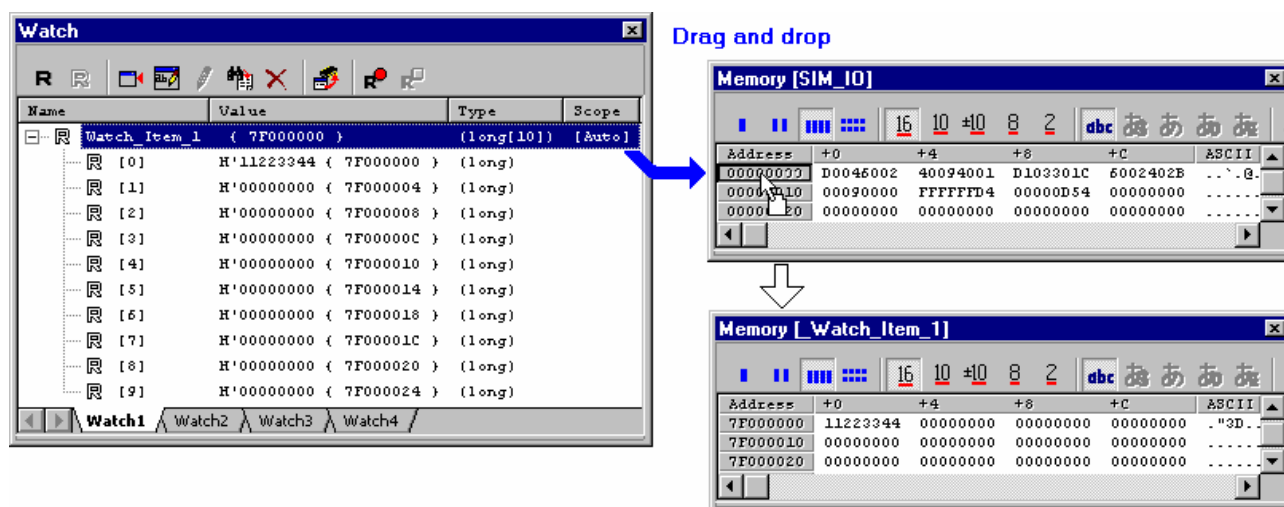 Watch
R R
Name Value Type Scope
R Watch_Item_1 { 7F000000 } (long[10]) [Auto]
R [0] H'11223344 { 7F000000 } (long)
R [1] H'00000000 { 7F000004 } (long)
R [2] H'00000000 { 7F000008 } (long)
R [3] H'00000000 { 7F00000C } (long)
R [4] H'00000000 { 7F000010 } (long)
R [5] H'00000000 { 7F000014 } (long)
R [6] H'00000000 { 7F000018 } (long)
R [7] H'00000000 { 7F00001C } (long)
R [8] H'00000000 { 7F000020 } (long)
R [9] H'00000000 { 7F000024 } (long)
Watch1 Watch2 Watch3 Watch4
Drag and drop
Memory [SIM_IO]
16 10 ±10 8 2 abc あ
Address +0 +4 +8 +C ASCII
D0046002 40094001 D103301C 6002402B ..`.@.
00090000 FFFFFFD4 00000D54 00000000 ......
00000000 00000000 00000000 00000000 ......
Memory [_Watch_Item_1]
16 10 ±10 8 2 abc あ
Address +0 +4 +8 +C ASCII
7F000000 11223344 00000000 00000000 00000000 ."3D..
7F000010 00000000 00000000 00000000 00000000 ......
7F000020 00000000 00000000 00000000 00000000 ......